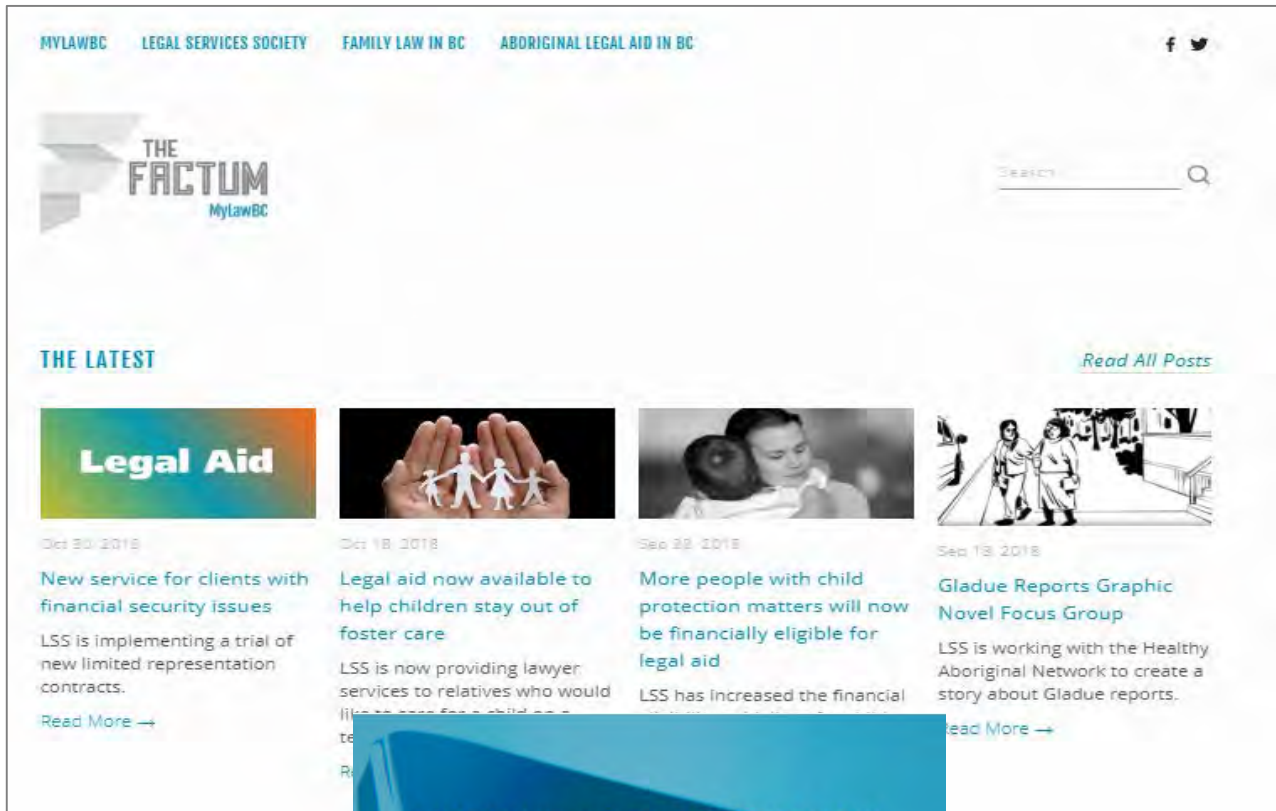 MYLAWBC LEGAL SERVICES SOCIETY FAMILY LAW IN BC ABORIGINAL LEGAL AID IN BC
THE
FACTUM
MyLawBC
Search
THE LATEST
Read All Posts
Legal Aid
Oct 30, 2018
New service for clients with
financial security issues
LSS is implementing a trial of
new limited representation
contracts.
Read More →
Oct 18, 2018
Legal aid now available to
help children stay out of
foster care
LSS is now providing lawyer
services to relatives who would
Sep 22, 2018
More people with child
protection matters will now
be financially eligible for
legal aid
LSS has increased the financial
Sep 13, 2018
Gladue Reports Graphic
Novel Focus Group
LSS is working with the Healthy
Aboriginal Network to create a
story about Gladue reports.
Read More →